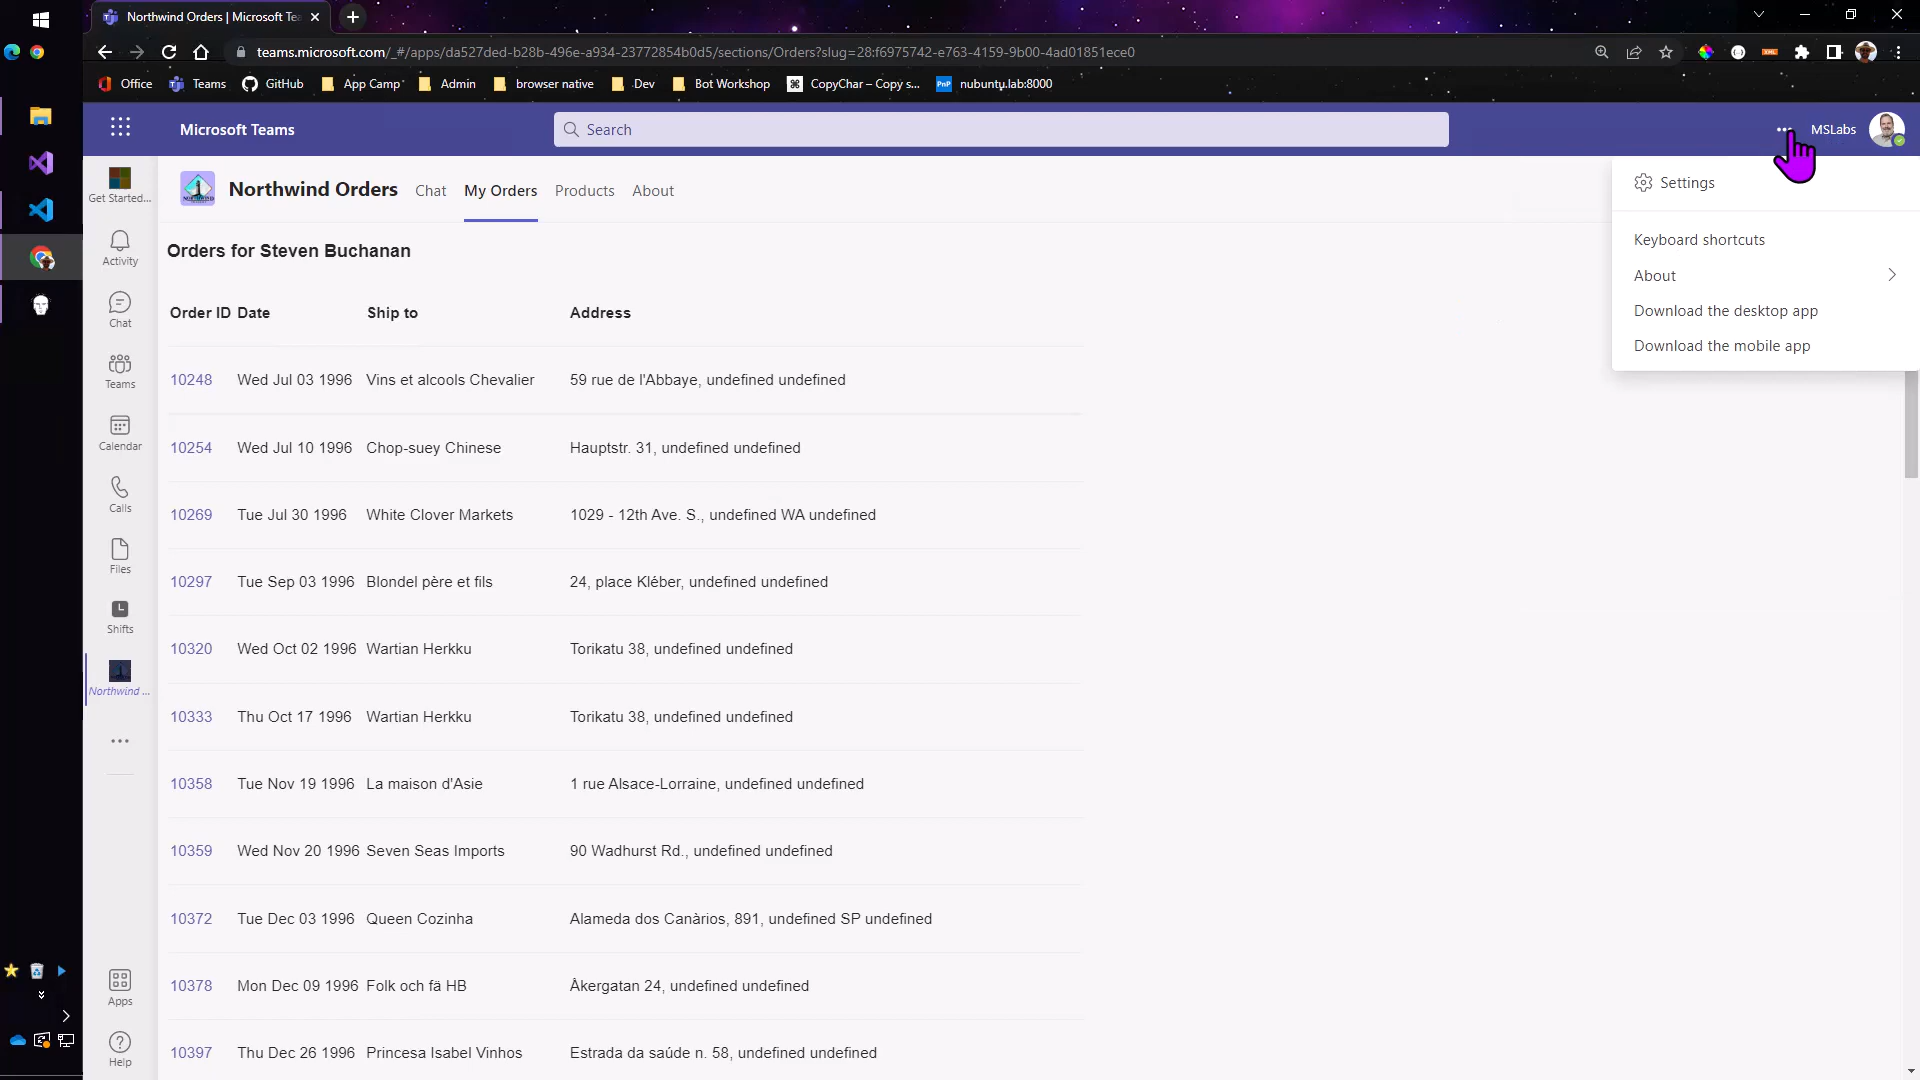 Northwind Orders | Microsoft Tea
teams.microsoft.com/_#/apps/da527ded-b28b-496e-a934-23772854b0d5/sections/Orders?slug=28:f6975742-e763-4159-9b00-4ad01851ece0
Office Teams GitHub App Camp Admin browser native Dev Bot Workshop CopyChar – Copy s... nubuntu.lab:8000
Microsoft Teams
Search
MSLabs
Get Started...
Activity
Chat
Teams
Calendar
Calls
Files
Shifts
Northwind ...
Apps
Help
Northwind Orders Chat My Orders Products About
Settings
Keyboard shortcuts
About
Download the desktop app
Download the mobile app
Orders for Steven Buchanan
Order ID Date Ship to Address
10248 Wed Jul 03 1996 Vins et alcools Chevalier 59 rue de l'Abbaye, undefined undefined
10254 Wed Jul 10 1996 Chop-suey Chinese Hauptstr. 31, undefined undefined
10269 Tue Jul 30 1996 White Clover Markets 1029 - 12th Ave. S., undefined WA undefined
10297 Tue Sep 03 1996 Blondel père et fils 24, place Kléber, undefined undefined
10320 Wed Oct 02 1996 Wartian Herkku Torikatu 38, undefined undefined
10333 Thu Oct 17 1996 Wartian Herkku Torikatu 38, undefined undefined
10358 Tue Nov 19 1996 La maison d'Asie 1 rue Alsace-Lorraine, undefined undefined
10359 Wed Nov 20 1996 Seven Seas Imports 90 Wadhurst Rd., undefined undefined
10372 Tue Dec 03 1996 Queen Cozinha Alameda dos Canàrios, 891, undefined SP undefined
10378 Mon Dec 09 1996 Folk och fä HB Åkergatan 24, undefined undefined
10397 Thu Dec 26 1996 Princesa Isabel Vinhos Estrada da saúde n. 58, undefined undefined